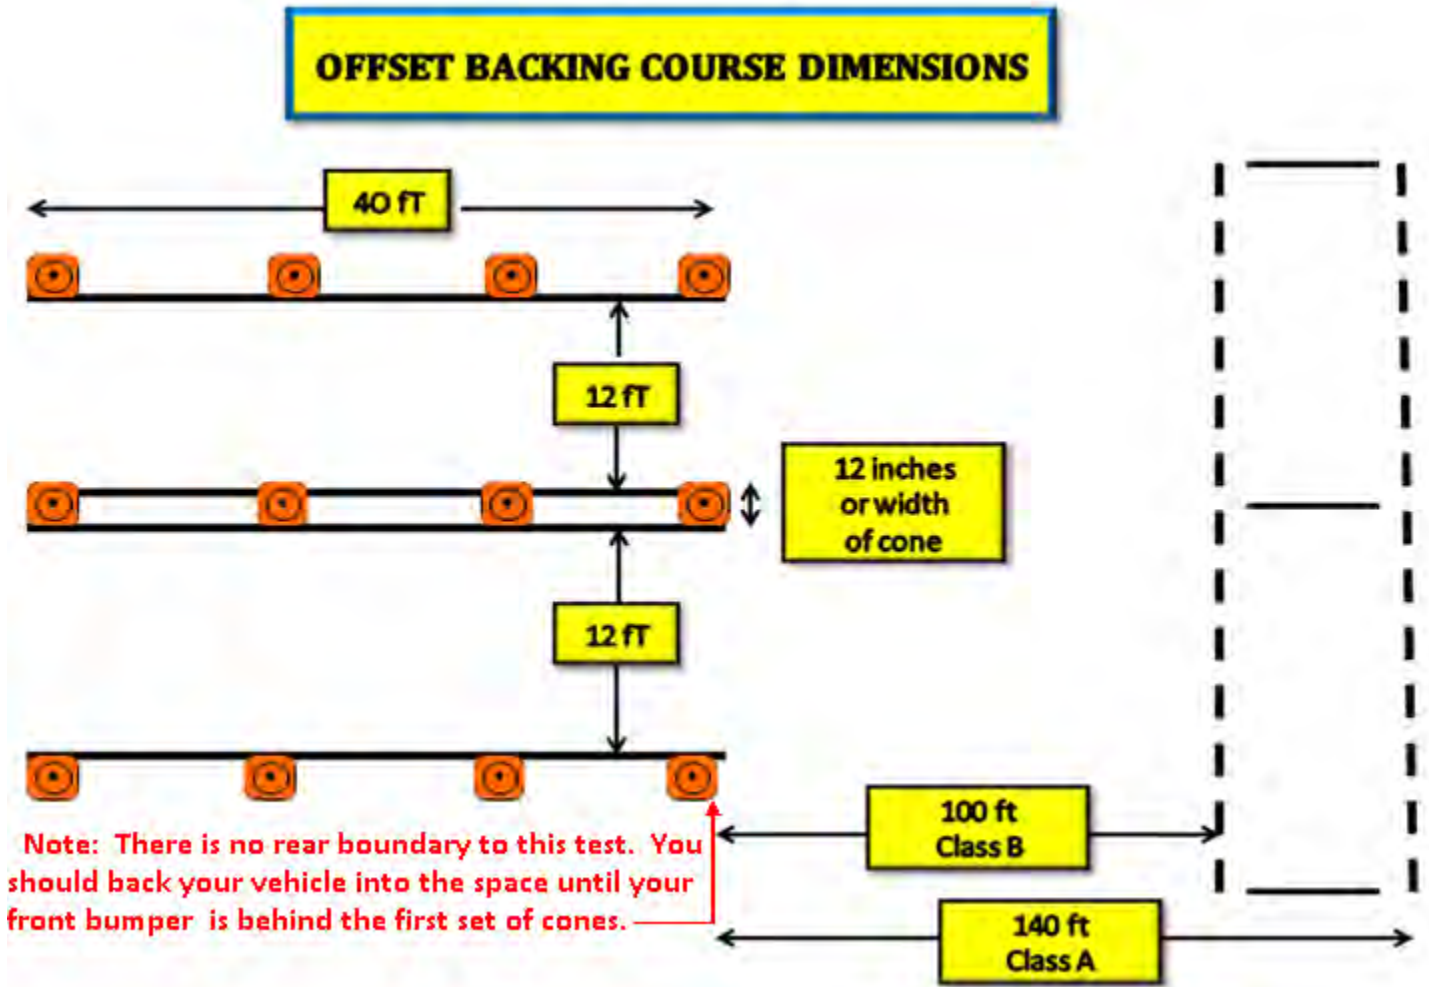 OFFSET BACKING COURSE DIMENSIONS
40 fT
12 fT
12 inches
or width
of cone
12 fT
100 ft
Class B
Note: There is no rear boundary to this test. You
should back your vehicle into the space until your
front bumper is behind the first set of cones.
140 ft
Class A